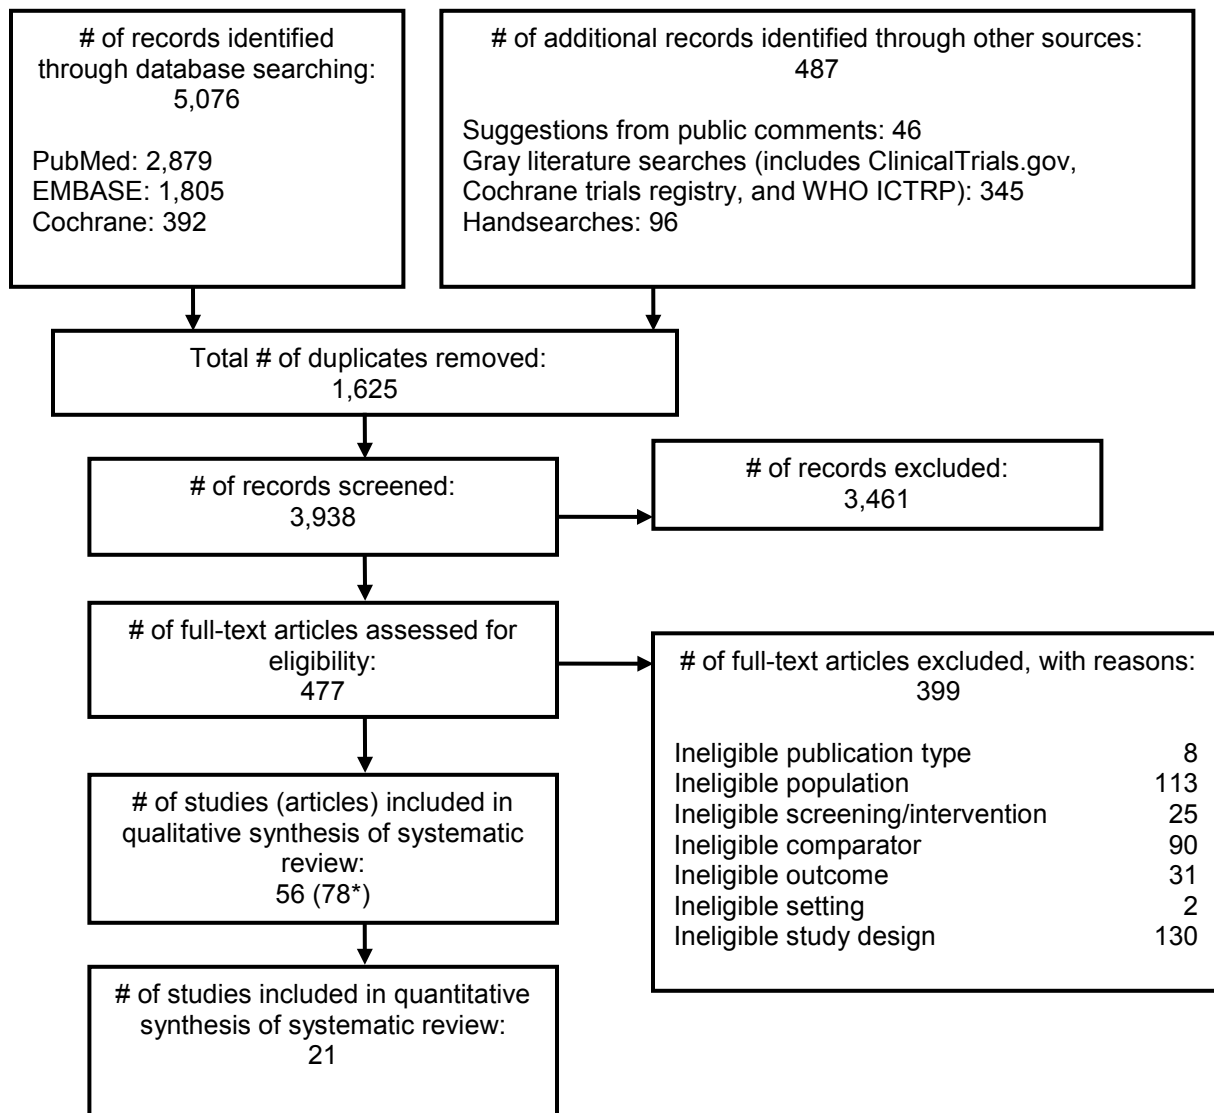 # of records identified
through database searching:
5,076
PubMed: 2,879
EMBASE: 1,805
Cochrane: 392
# of additional records identified through other sources:
487
Suggestions from public comments: 46
Gray literature searches (includes ClinicalTrials.gov,
Cochrane trials registry, and WHO ICTRP): 345
Handsearches: 96
Total # of duplicates removed:
1,625
# of records screened:
3,938
# of records excluded:
3,461
# of full-text articles assessed for
eligibility:
477
# of full-text articles excluded, with reasons:
399
Ineligible publication type 8
Ineligible population 113
Ineligible screening/intervention 25
Ineligible comparator 90
Ineligible outcome 31
Ineligible setting 2
Ineligible study design 130
# of studies (articles) included in
qualitative synthesis of systematic
review:
56 (78*)
# of studies included in quantitative
synthesis of systematic review:
21